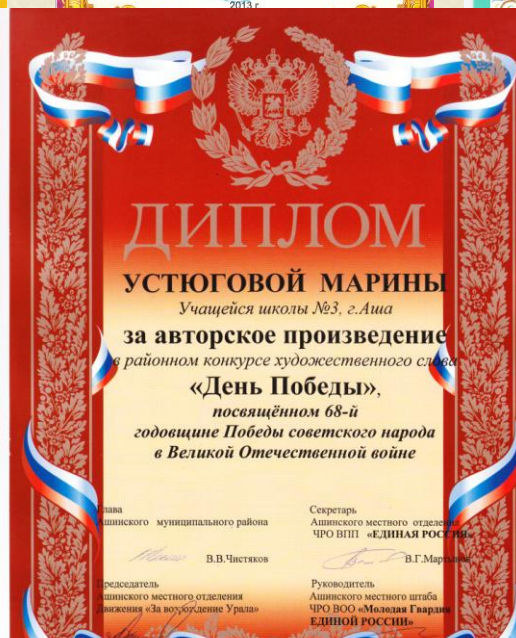 2013 г.
ДИПЛОМ
УСТЮГОВОЙ МАРИНЫ
Учащейся школы №3, г.Аша
за авторское произведение
в районном конкурсе художественного слова
«День Победы»,
посвящённом 68-й
годовщине Победы советского народа
в Великой Отечественной войне
Глава
Ашинского муниципального района
В.В.Чистяков
Секретарь
Ашинского местного отделения
ЧРО ВПП «ЕДИНАЯ РОССИЯ»
В.Г.Мартынов
Председатель
Ашинского местного отделения
Движения «За возрождение Урала»
Руководитель
Ашинского местного штаба
ЧРО ВОО «Молодая Гвардия
ЕДИНОЙ РОССИИ»